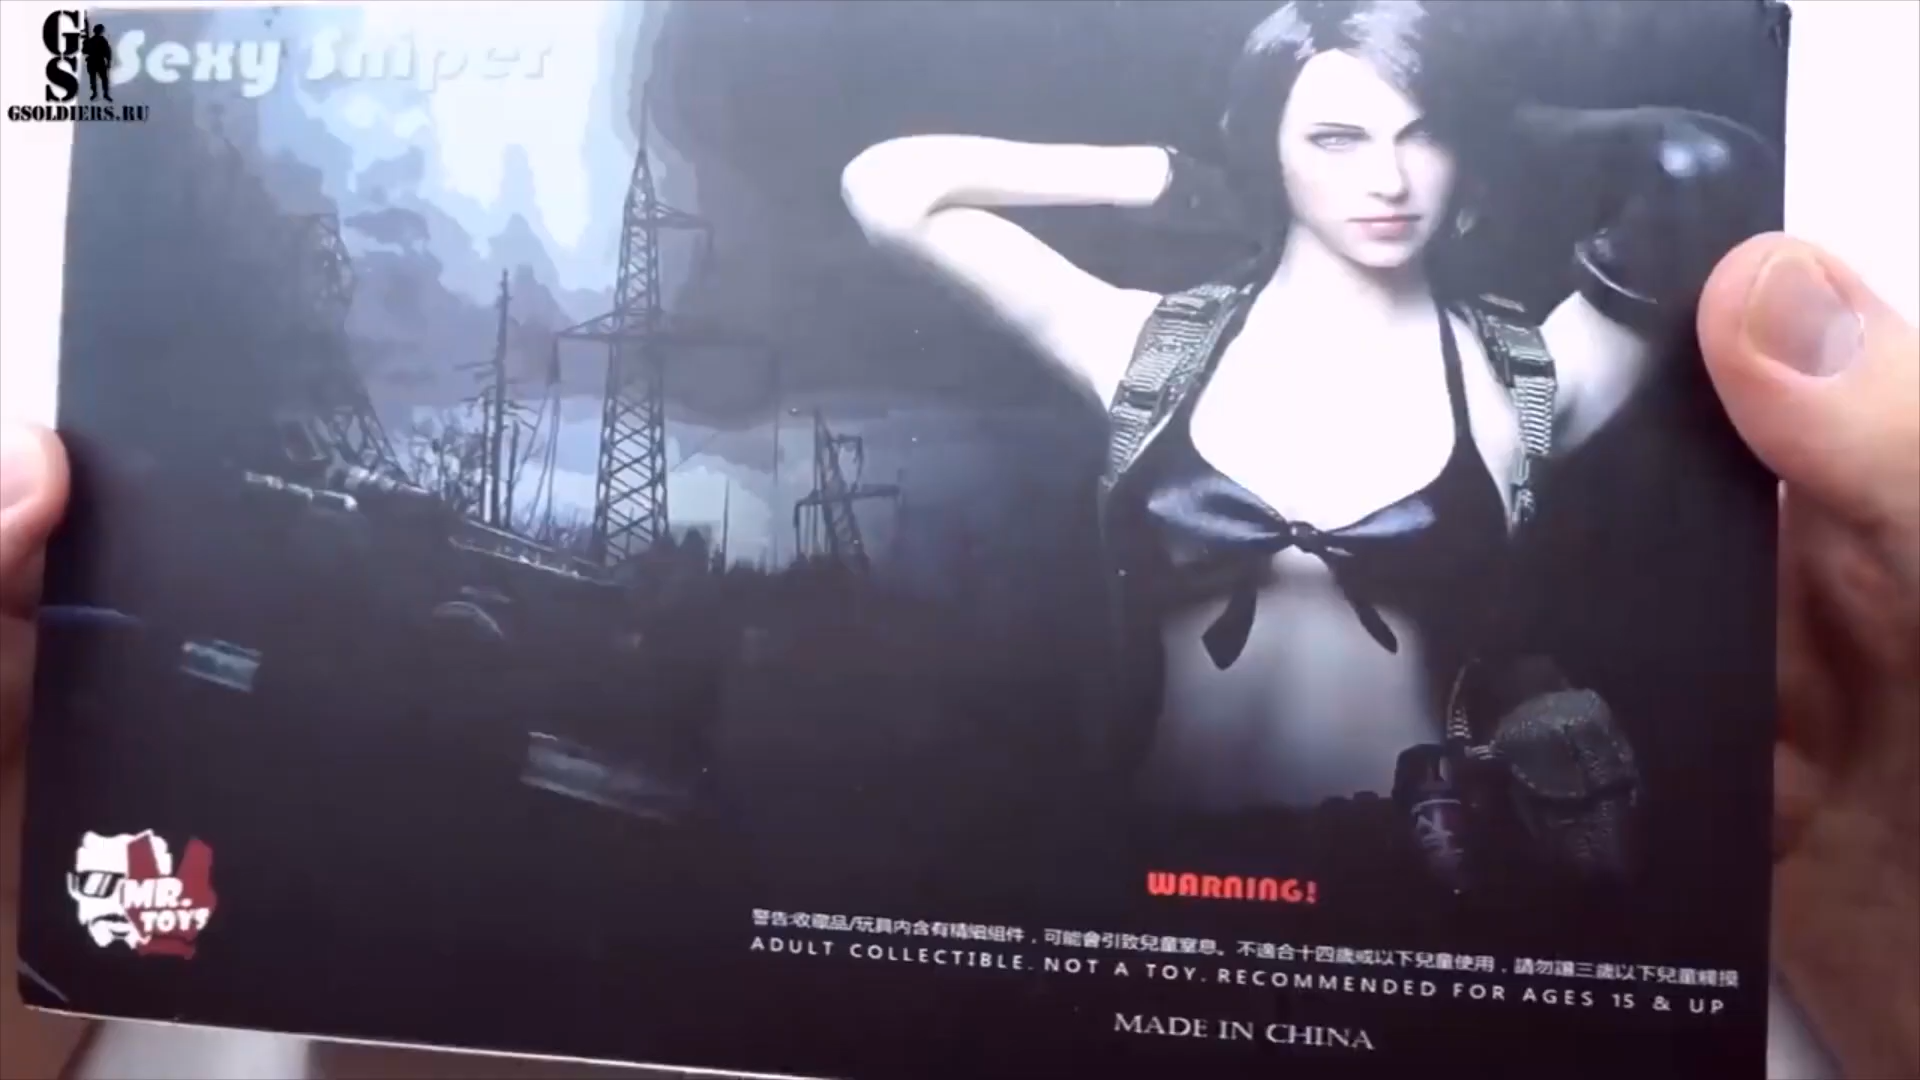 GS
GSOLDIERS.RU
Sexy Sniper
MR.
TOYS
WARNING!
警告:收藏品/玩具內含有精細組件，可能會引致兒童窒息。不適合十四歲或以下兒童使用，請勿讓三歲以下兒童觸摸
ADULT COLLECTIBLE. NOT A TOY. RECOMMENDED FOR AGES 15 & UP
MADE IN CHINA